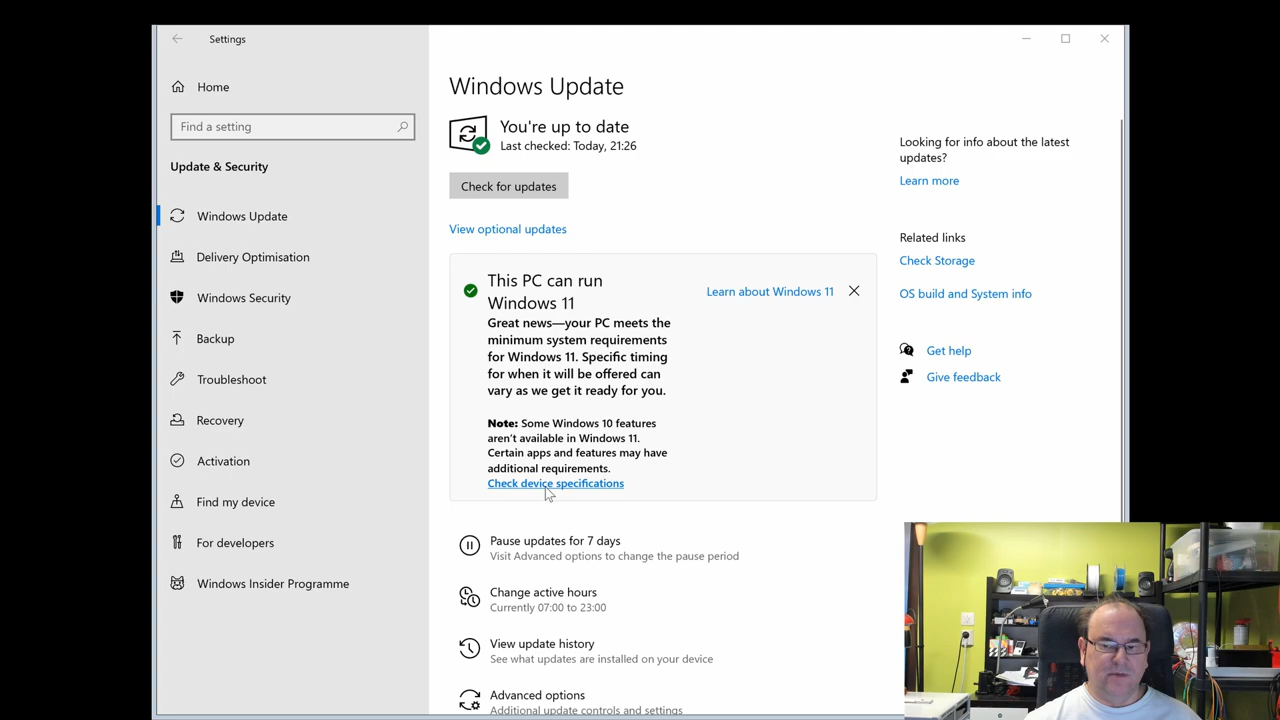 Settings
Home
Find a setting
Update & Security
Windows Update
Delivery Optimisation
Windows Security
Backup
Troubleshoot
Recovery
Activation
Find my device
For developers
Windows Insider Programme
Windows Update
You're up to date
Last checked: Today, 21:26
Check for updates
View optional updates
This PC can run
Windows 11
Learn about Windows 11
Great news—your PC meets the
minimum system requirements
for Windows 11. Specific timing
for when it will be offered can
vary as we get it ready for you.
Note: Some Windows 10 features
aren't available in Windows 11.
Certain apps and features may have
additional requirements.
Check device specifications
Pause updates for 7 days
Visit Advanced options to change the pause period
Change active hours
Currently 07:00 to 23:00
View update history
See what updates are installed on your device
Advanced options
Additional update controls and settings
Looking for info about the latest
updates?
Learn more
Related links
Check Storage
OS build and System info
Get help
Give feedback